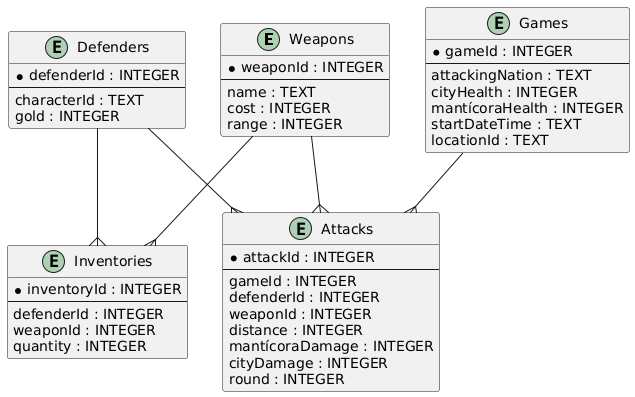 E Defenders
* defenderId : INTEGER
characterId : TEXT
gold : INTEGER
E Weapons
* weaponId : INTEGER
name : TEXT
cost : INTEGER
range : INTEGER
E Games
* gameId : INTEGER
attackingNation : TEXT
cityHealth : INTEGER
mantícoraHealth : INTEGER
startDateTime : TEXT
locationId : TEXT
E Inventories
* inventoryId : INTEGER
defenderId : INTEGER
weaponId : INTEGER
quantity : INTEGER
E Attacks
* attackId : INTEGER
gameId : INTEGER
defenderId : INTEGER
weaponId : INTEGER
distance : INTEGER
mantícoraDamage : INTEGER
cityDamage : INTEGER
round : INTEGER